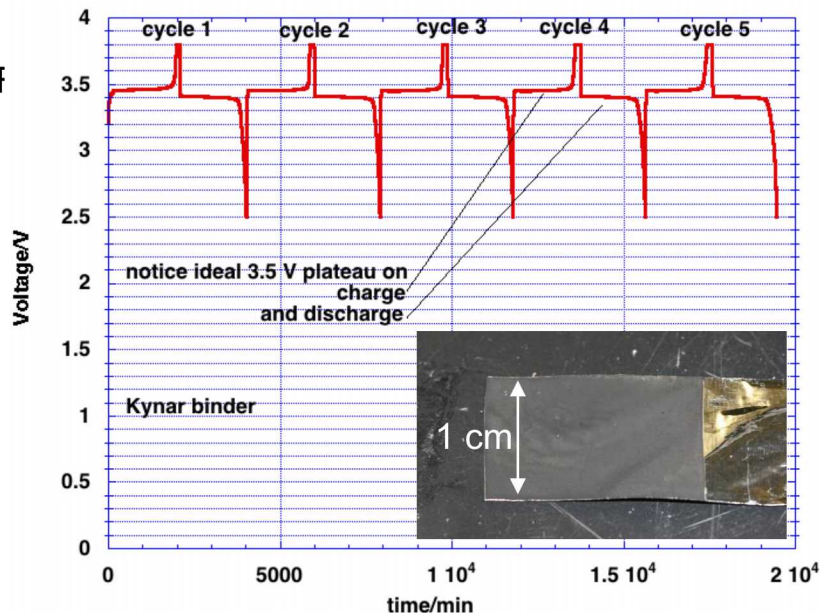 4
cycle 1
cycle 2
cycle 3
cycle 4
cycle 5
3.5
3
2.5
2
1.5
1
0.5
0
Voltage/V
notice ideal 3.5 V plateau on
charge
and discharge
Kynar binder
1 cm
0
5000
1 10⁴
1.5 10⁴
2 10⁴
time/min